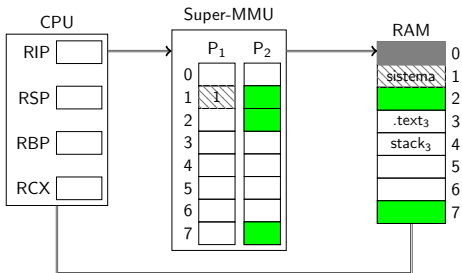 CPU
RIP
RSP
RBP
RCX
Super-MMU
P₁ P₂
0
1 1
2
3
4
5
6
7
RAM
0
sistema 1
2
.text₃ 3
stack₃ 4
5
6
7